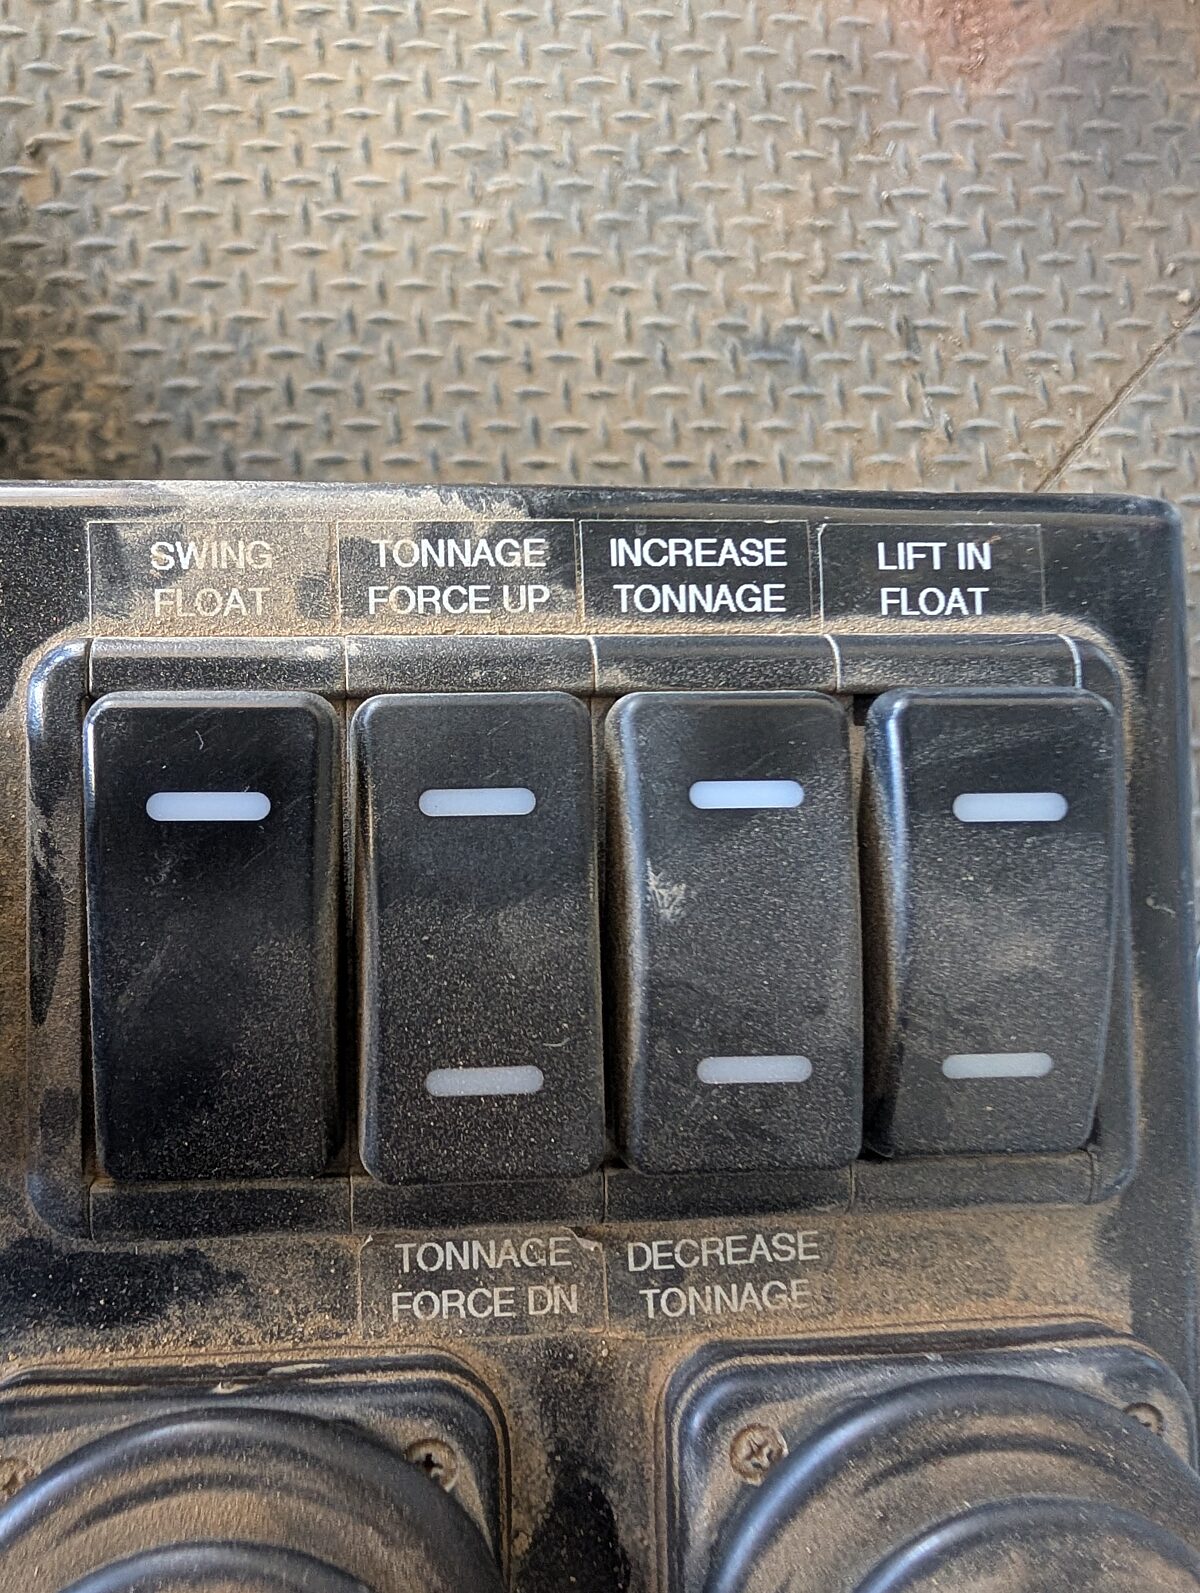 SWING
FLOAT
TONNAGE
FORCE UP
INCREASE
TONNAGE
LIFT IN
FLOAT
TONNAGE
FORCE DN
DECREASE
TONNAGE